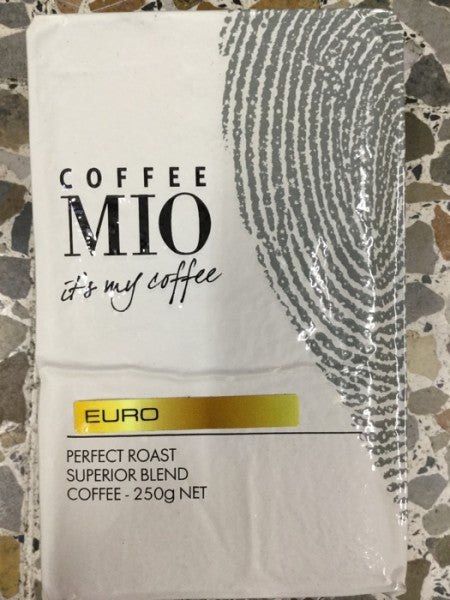 COFFEE
MIO
it's my coffee
EURO
PERFECT ROAST
SUPERIOR BLEND
COFFEE - 250g NET